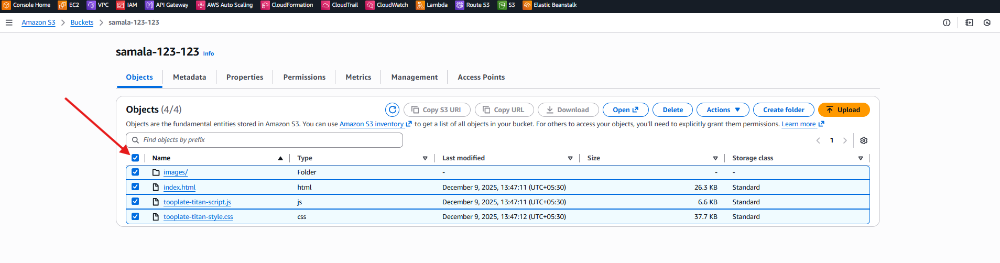 Console Home EC2 VPC IAM API Gateway AWS Auto Scaling CloudFormation CloudTrail CloudWatch Lambda Route 53 S3 Elastic Beanstalk
Amazon S3 Buckets samala-123-123
samala-123-123 Info
Objects Metadata Properties Permissions Metrics Management Access Points
Objects (4/4) Copy S3 URI Copy URL Download Open Delete Actions Create folder Upload
Objects are the fundamental entities stored in Amazon S3. You can use Amazon S3 inventory to get a list of all objects in your bucket. For others to access your objects, you'll need to explicitly grant them permissions. Learn more
Find objects by prefix 1
Name Type Last modified Size Storage class
images/ Folder - - -
index.html html December 9, 2025, 13:47:11 (UTC+05:30) 26.3 KB Standard
tooplate-titan-script.js js December 9, 2025, 13:47:11 (UTC+05:30) 6.6 KB Standard
tooplate-titan-style.css css December 9, 2025, 13:47:12 (UTC+05:30) 37.7 KB Standard